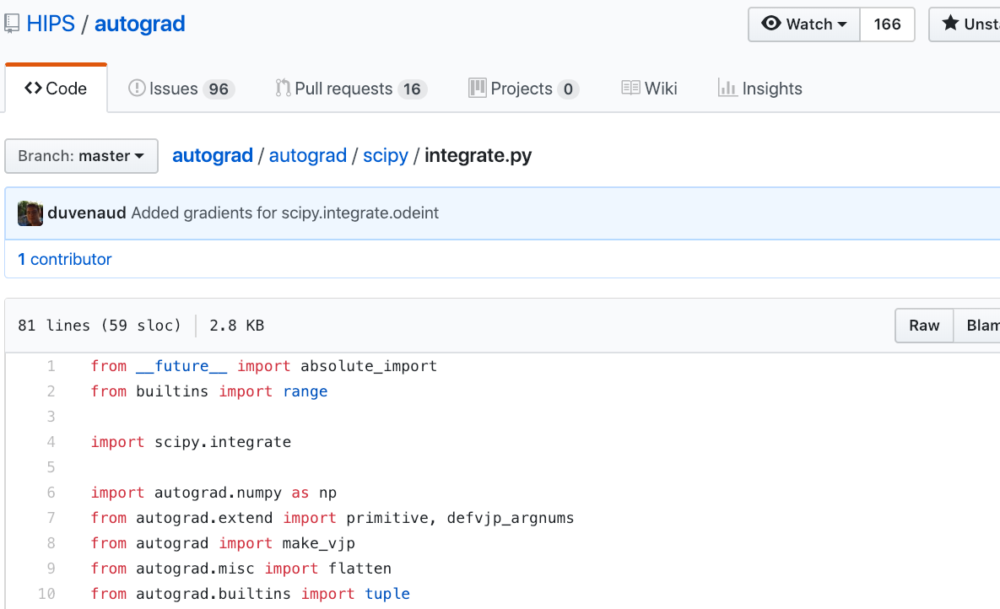 HIPS / autograd Watch 166
<> Code Issues 96 Pull requests 16 Projects 0 Wiki Insights
Branch: master autograd / autograd / scipy / integrate.py
duvenaud Added gradients for scipy.integrate.odeint
1 contributor
81 lines (59 sloc) 2.8 KB Raw
1 from __future__ import absolute_import
2 from builtins import range
3
4 import scipy.integrate
5
6 import autograd.numpy as np
7 from autograd.extend import primitive, defvjp_argnums
8 from autograd import make_vjp
9 from autograd.misc import flatten
10 from autograd.builtins import tuple